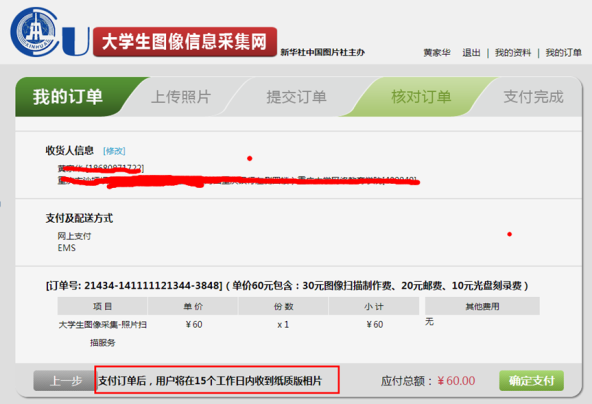 XINHUA
U
大学生图像信息采集网
新华社中国图片社主办
黄家华 退出 | 我的资料 | 我的订单
我的订单 上传照片 提交订单 核对订单 支付完成
收货人信息 [修改]
支付及配送方式
网上支付
EMS
[订单号: 21434-141111121344-3848]（单价60元包含：30元图像扫描制作费、20元邮费、10元光盘刻录费）
项目 单价 份数 小计 其他费用
大学生图像采集-照片扫描服务 ￥60 x 1 ￥60 无
上一步 支付订单后，用户将在15个工作日内收到纸质版相片 应付总额：￥60.00 确定支付